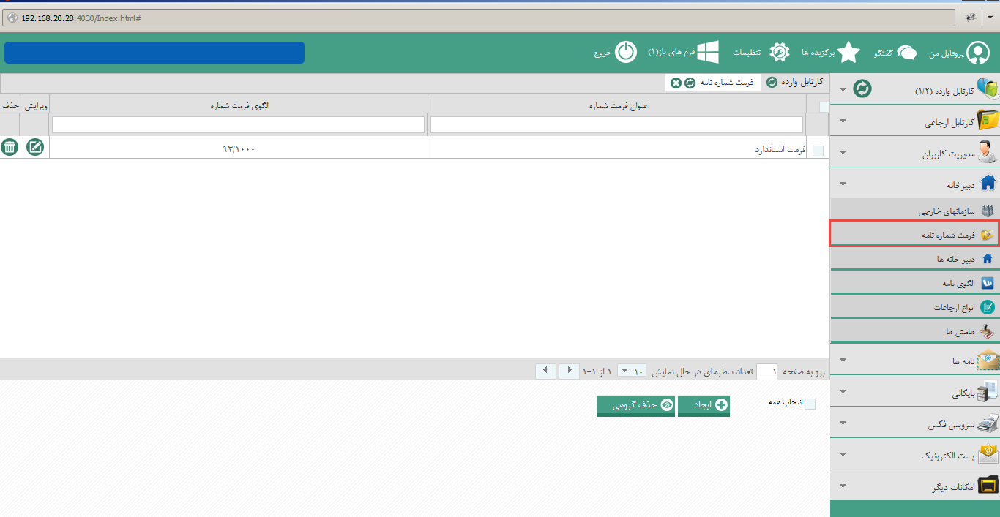 192.168.20.28:4030/Index.html#
پروفایل من
گفتگو
برگزیده ها
تنظیمات
فرم های باز(۱)
خروج
کارتابل وارده (۱/۲)
کارتابل ارجاعی
مدیریت کاربران
دبیرخانه
سازمانهای خارجی
فرمت شماره نامه
دبیر خانه ها
الگوی نامه
انواع ارجاعات
هامش ها
نامه ها
بایگانی
سرویس فکس
پست الکترونیک
امکانات دیگر
کارتابل وارده
فرمت شماره نامه
عنوان فرمت شماره
الگوی فرمت شماره
ویرایش
حذف
فرمت استاندارد
۹۳/۱۰۰۰
برو به صفحه ۱ تعداد سطرهای در حال نمایش ۱۰ ۱ از ۱-۱
انتخاب همه
ایجاد
حذف گروهی